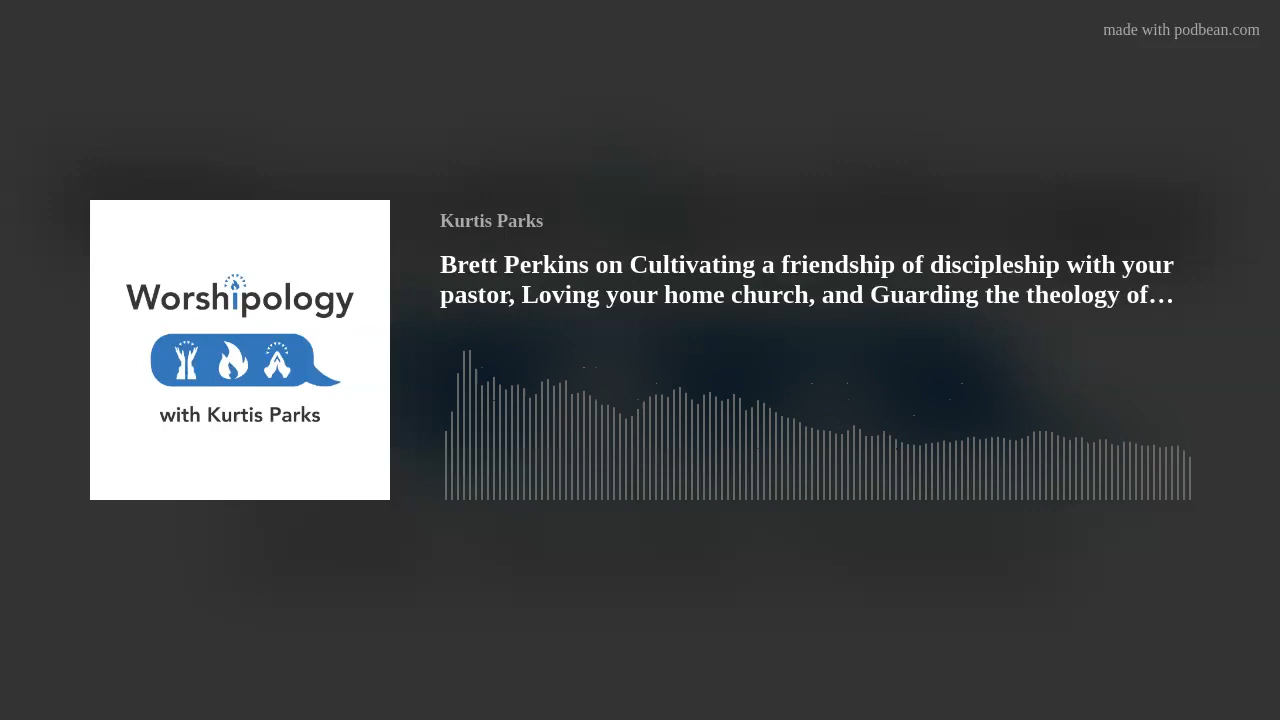 made with podbean.com
Worshipology
with Kurtis Parks
Kurtis Parks
Brett Perkins on Cultivating a friendship of discipleship with your
pastor, Loving your home church, and Guarding the theology of…